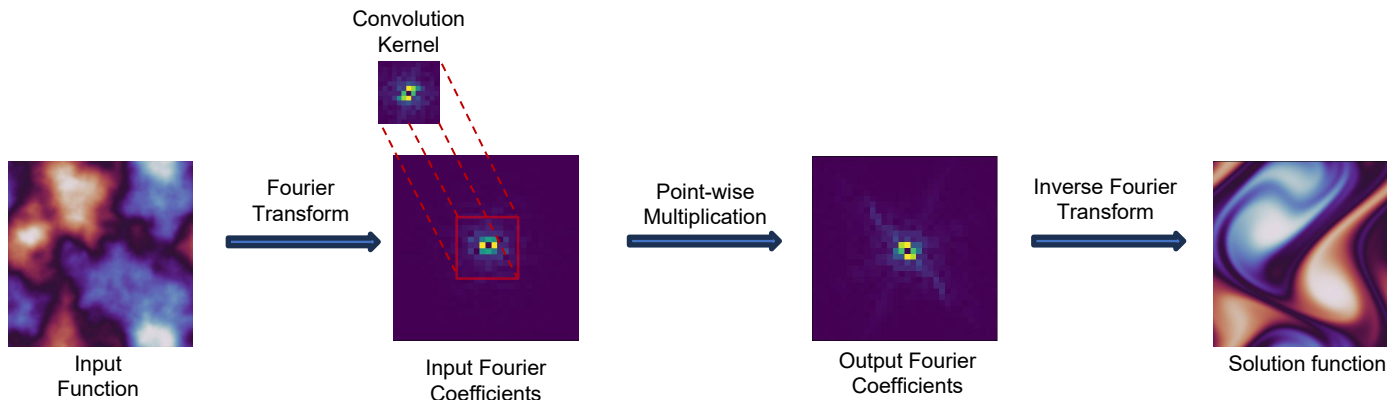 Convolution
Kernel
Fourier
Transform
Point-wise
Multiplication
Inverse Fourier
Transform
Input
Function
Input Fourier
Coefficients
Output Fourier
Coefficients
Solution function